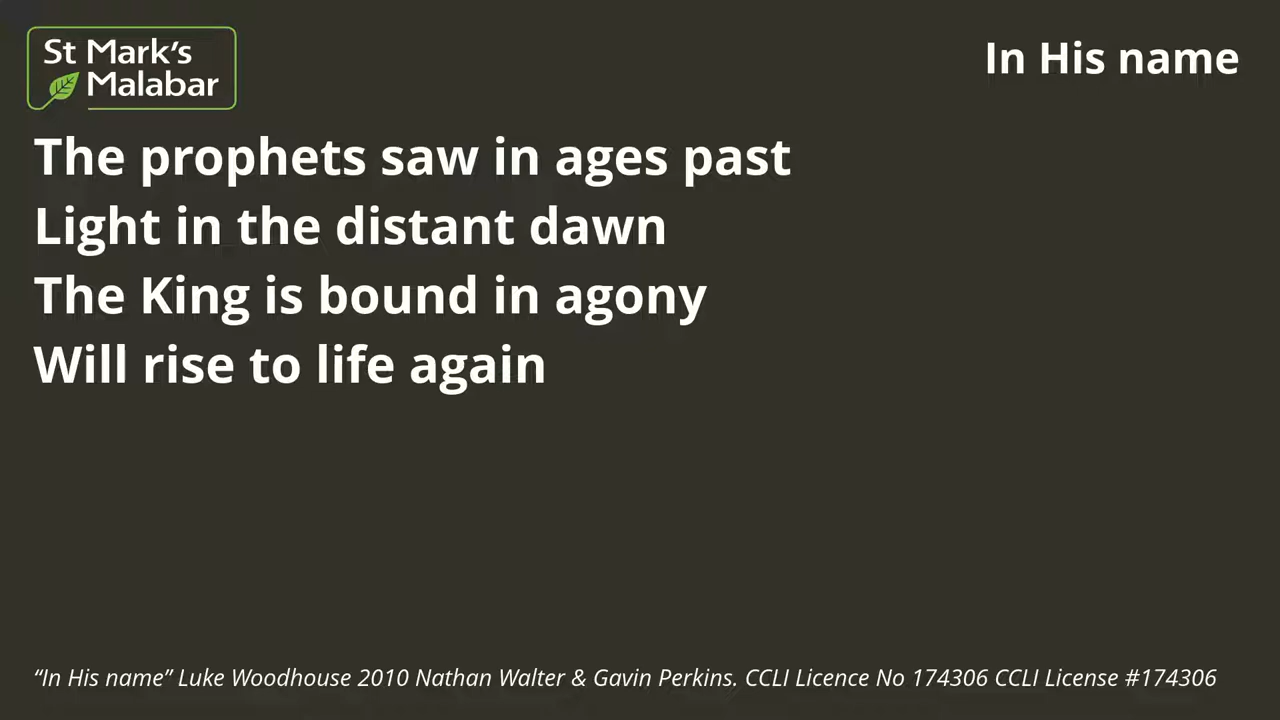 St Mark's
Malabar
In His name
The prophets saw in ages past
Light in the distant dawn
The King is bound in agony
Will rise to life again
“In His name” Luke Woodhouse 2010 Nathan Walter & Gavin Perkins. CCLI Licence No 174306 CCLI License #174306